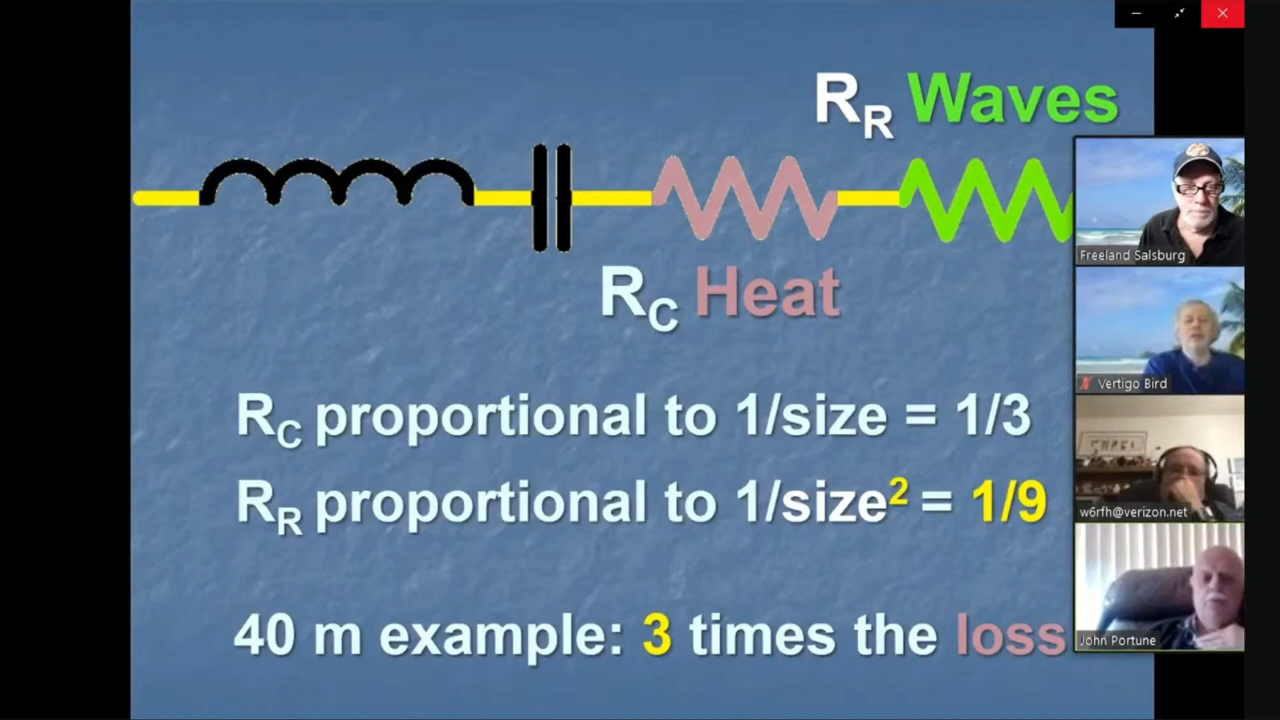 R_R Waves
R_C Heat
R_C proportional to 1/size = 1/3
R_R proportional to 1/size² = 1/9
40 m example: 3 times the loss
Freeland Salsburg
Vertigo Bird
w6rfh@verizon.net
John Portune